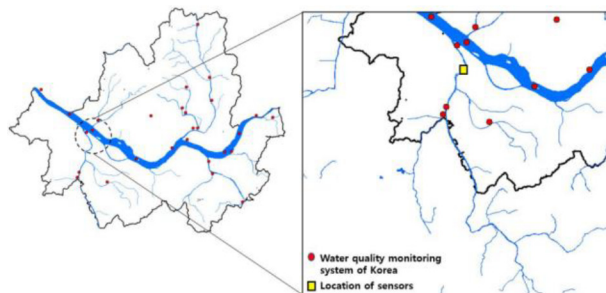 Water quality monitoring
system of Korea
Location of sensors